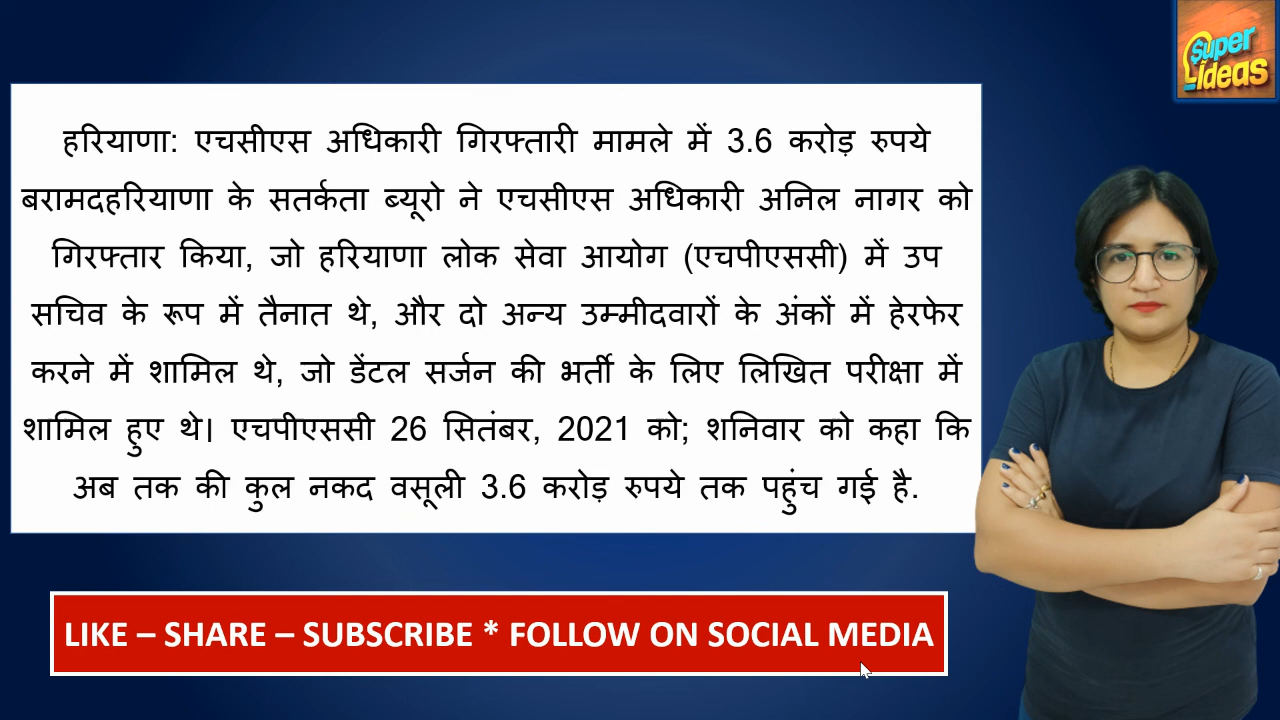 Super
Ideas
हरियाणा: एचसीएस अधिकारी गिरफ्तारी मामले में 3.6 करोड़ रुपये
बरामदहरियाणा के सतर्कता ब्यूरो ने एचसीएस अधिकारी अनिल नागर को
गिरफ्तार किया, जो हरियाणा लोक सेवा आयोग (एचपीएससी) में उप
सचिव के रूप में तैनात थे, और दो अन्य उम्मीदवारों के अंकों में हेरफेर
करने में शामिल थे, जो डेंटल सर्जन की भर्ती के लिए लिखित परीक्षा में
शामिल हुए थे। एचपीएससी 26 सितंबर, 2021 को; शनिवार को कहा कि
अब तक की कुल नकद वसूली 3.6 करोड़ रुपये तक पहुंच गई है.
LIKE – SHARE – SUBSCRIBE * FOLLOW ON SOCIAL MEDIA